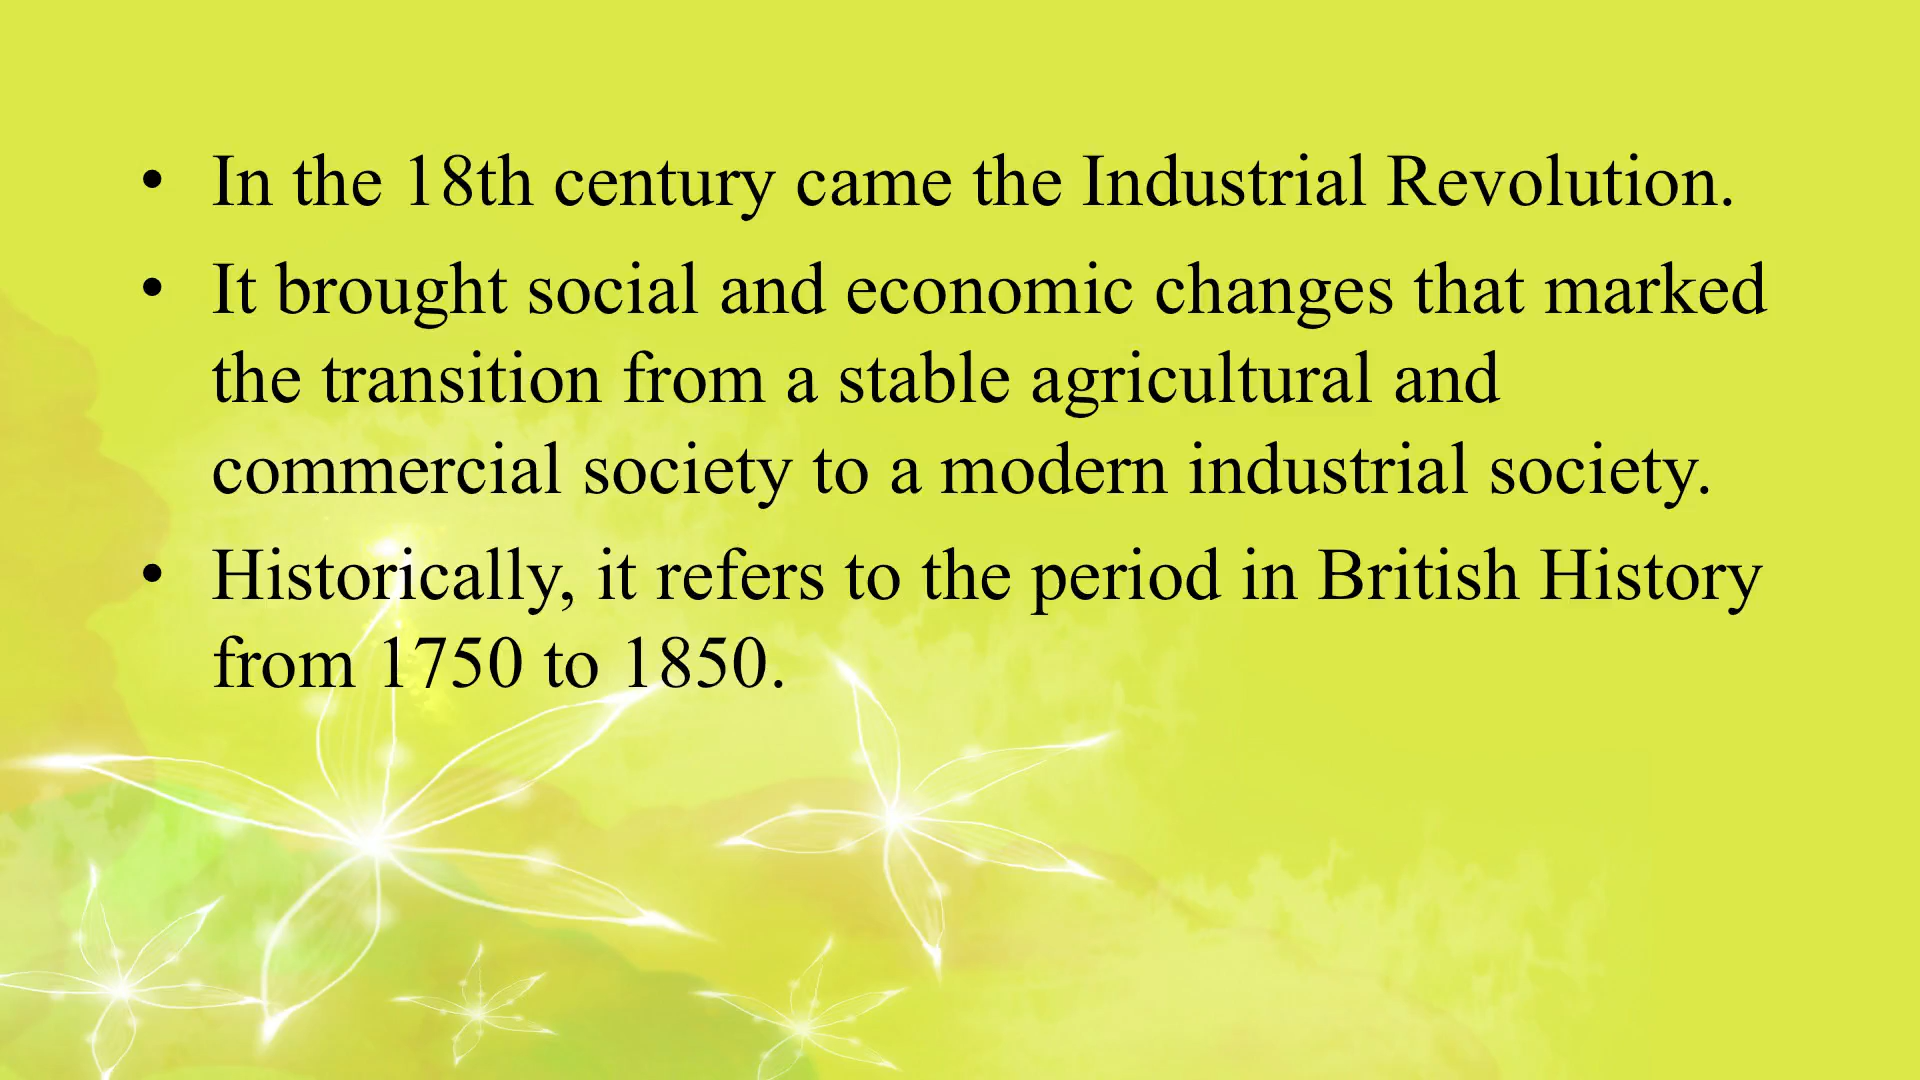 • In the 18th century came the Industrial Revolution.
• It brought social and economic changes that marked
the transition from a stable agricultural and
commercial society to a modern industrial society.
• Historically, it refers to the period in British History
from 1750 to 1850.